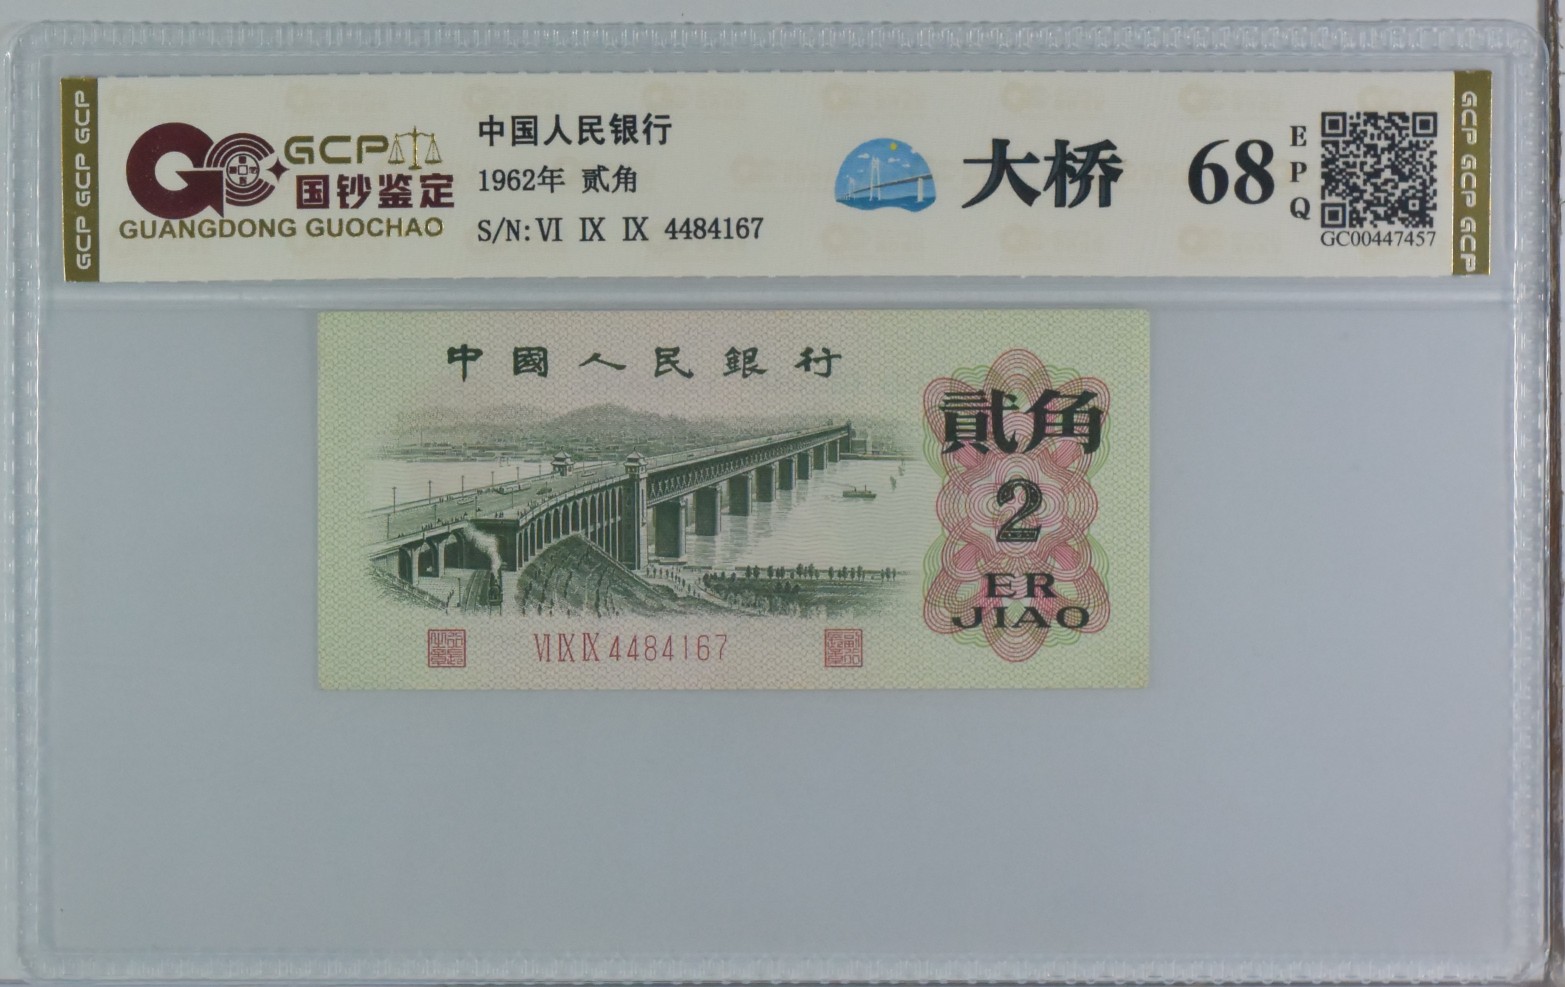 GCP GCP GCP
GCP
国钞鉴定
GUANGDONG GUOCHAO
中国人民银行
1962年 贰角
S/N: VI IX IX 4484167
大桥
68
E
P
Q
GC00447457
GCP GCP GCP
中國人民銀行
貳角
2
ER
JIAO
VI IX IX 4484167